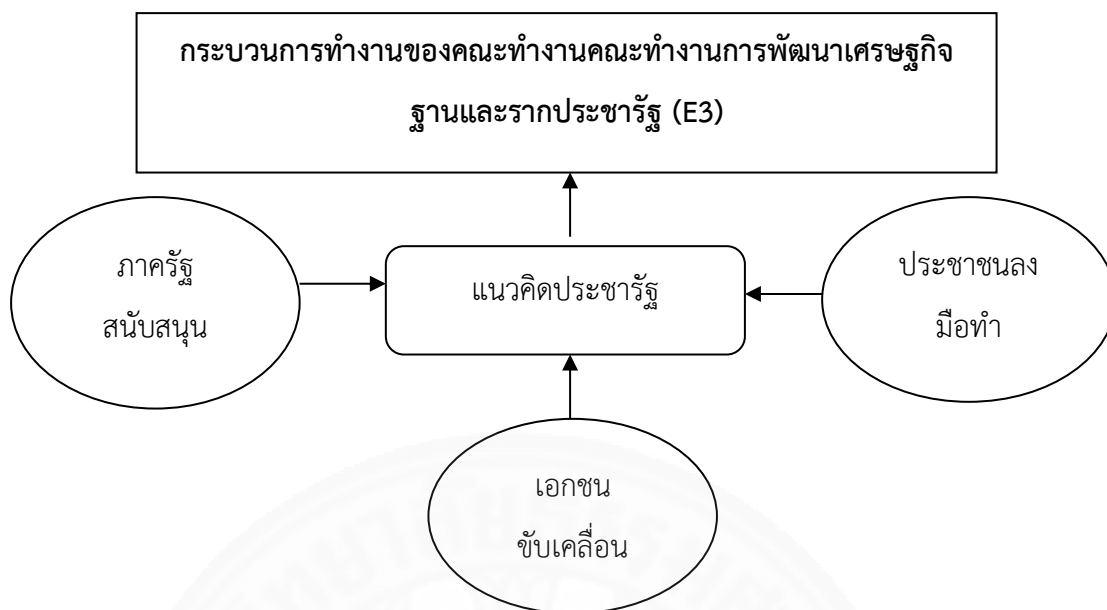 กระบวนการทำงานของคณะทำงานคณะทำงานการพัฒนาเศรษฐกิจ
ฐานและรากประชารัฐ (E3)
ภาครัฐ
สนับสนุน
แนวคิดประชารัฐ
ประชาชนลง
มือทำ
เอกชน
ขับเคลื่อน